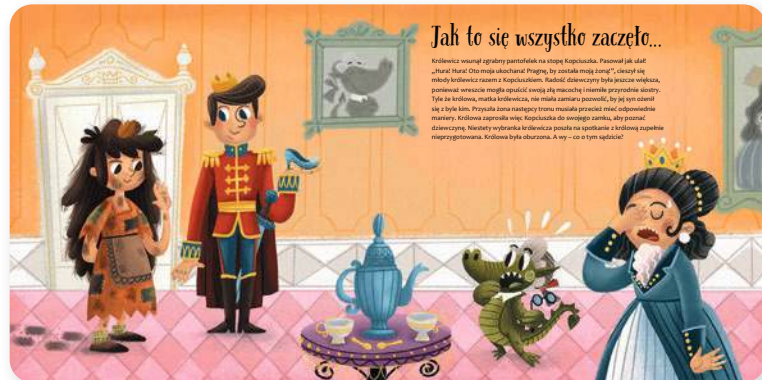 Jak to się wszystko zaczęło...
Królewicz wsunął zgrabny pantofelek na stopę Kopciuszka. Pasował jak ulał!
„Hura! Hura! Oto moja ukochana! Pragnę, by została moją żoną!”, cieszył się
młody królewicz razem z Kopciuszkiem. Radość dziewczyny była jeszcze większa,
ponieważ wreszcie mogła opuścić swoją złą macochę i niemiłe przyrodnie siostry.
Tyle że królowa, matka królewicza, nie miała zamiaru pozwolić, by jej syn ożenił
się z byle kim. Przyszła żona następcy tronu musiała przecież mieć odpowiednie
maniery. Królowa zaprosiła więc Kopciuszka do swojego zamku, aby poznać
dziewczynę. Niestety wybranka królewicza poszła na spotkanie z królową zupełnie
nieprzygotowana. Królowa była oburzona. A wy – co o tym sądzicie?